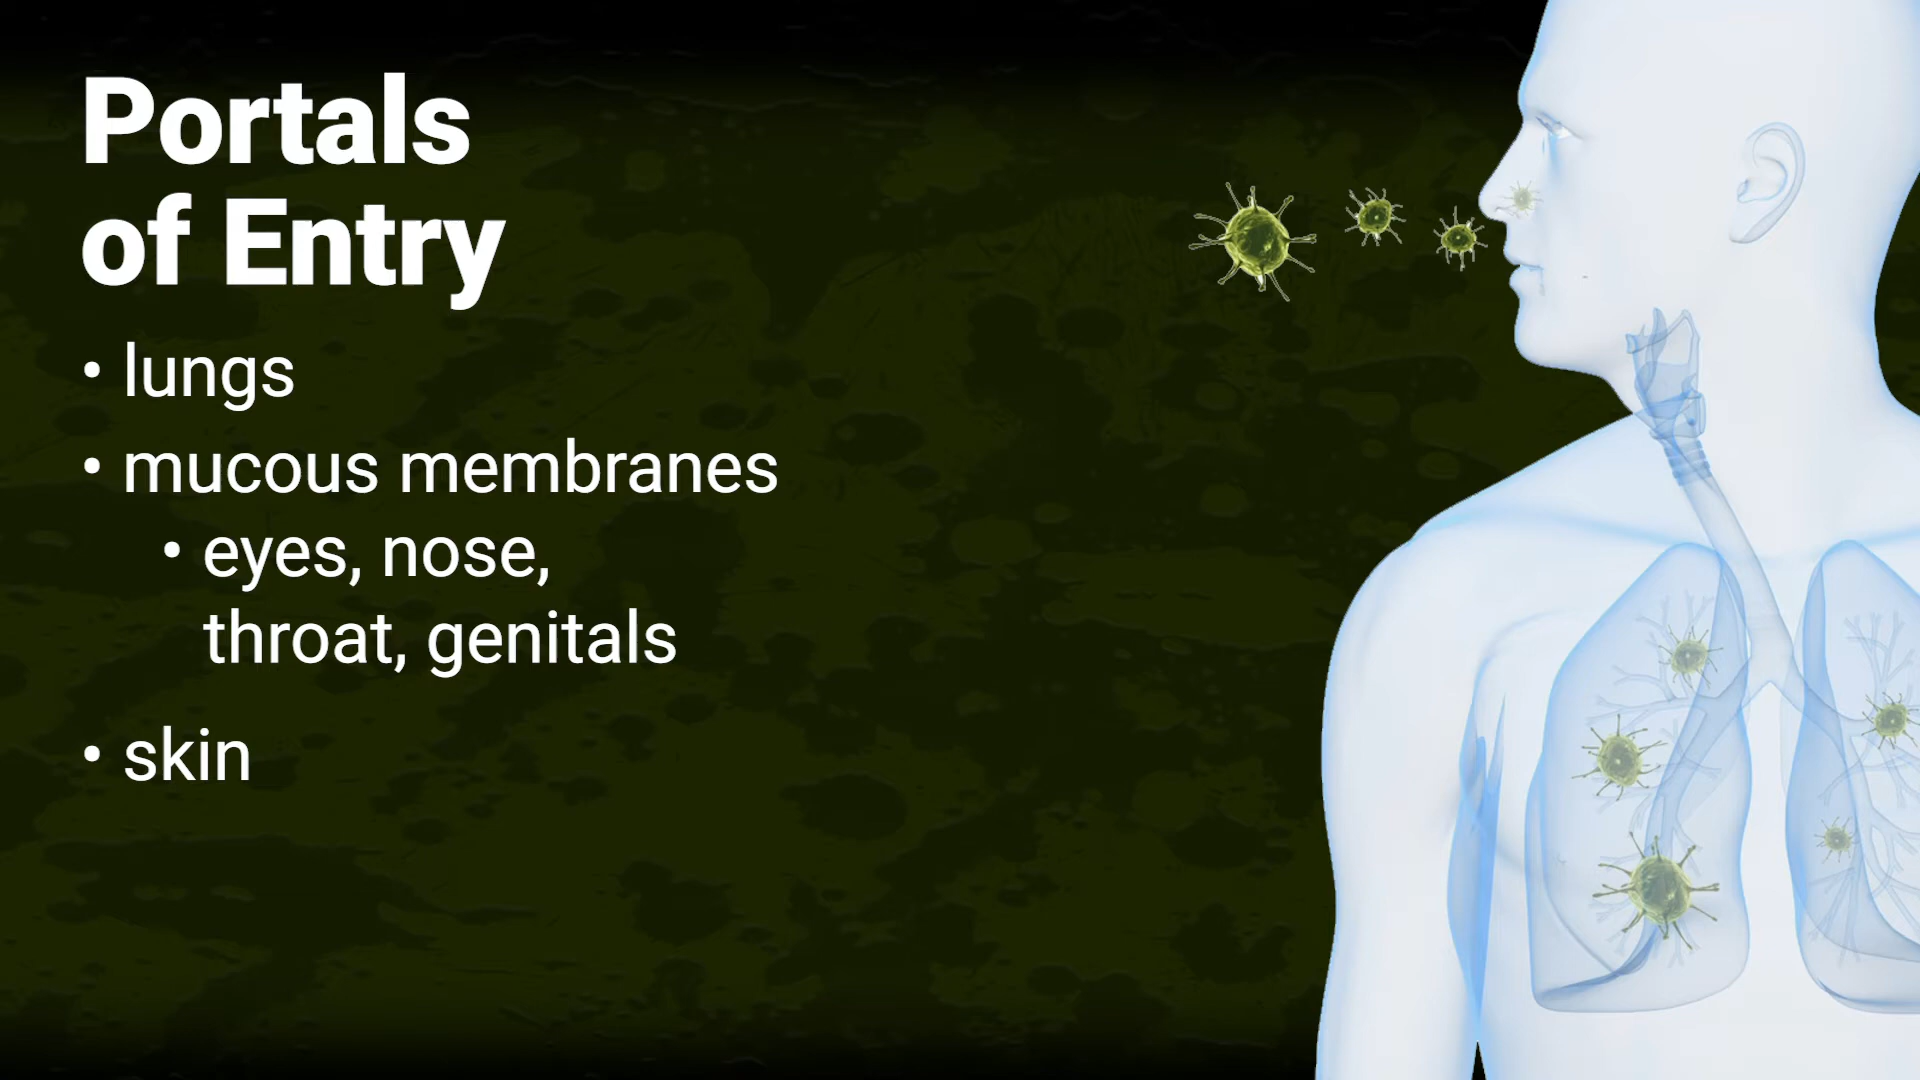 Portals
of Entry
• lungs
• mucous membranes
• eyes, nose,
throat, genitals
• skin